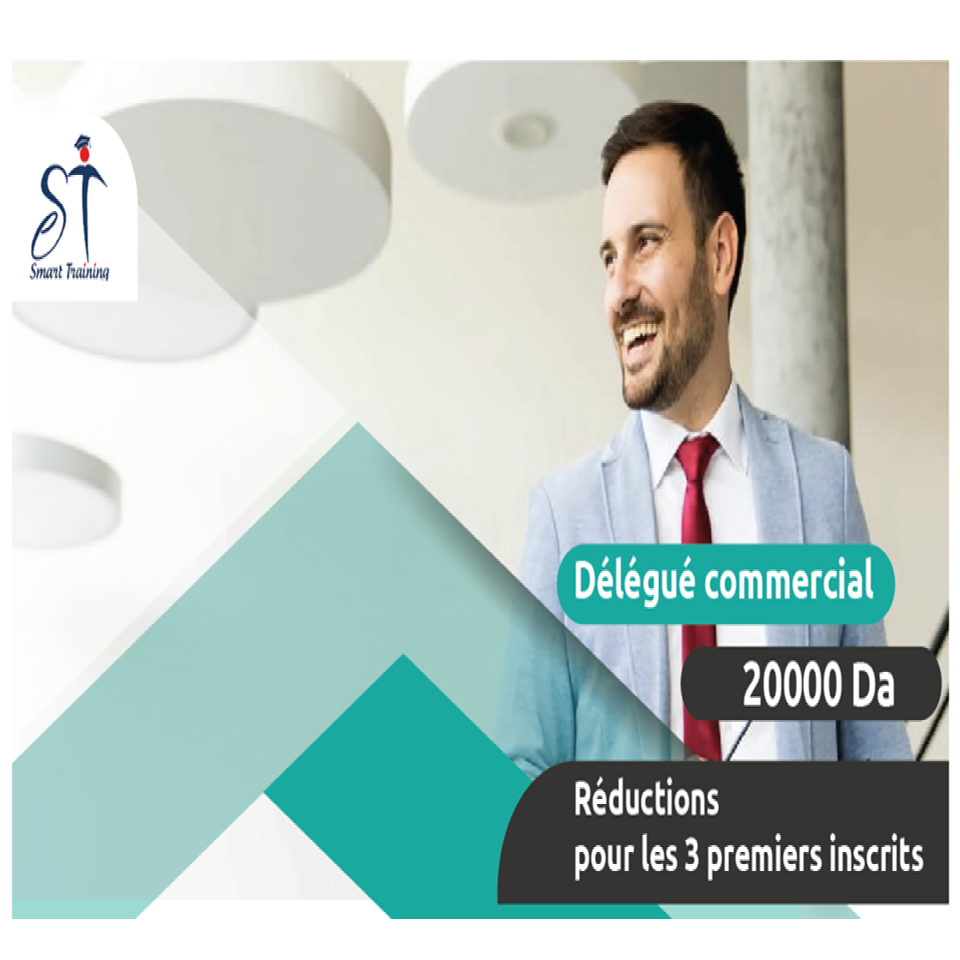 ST
Smart Training
Délégué commercial
20000 Da
Réductions
pour les 3 premiers inscrits